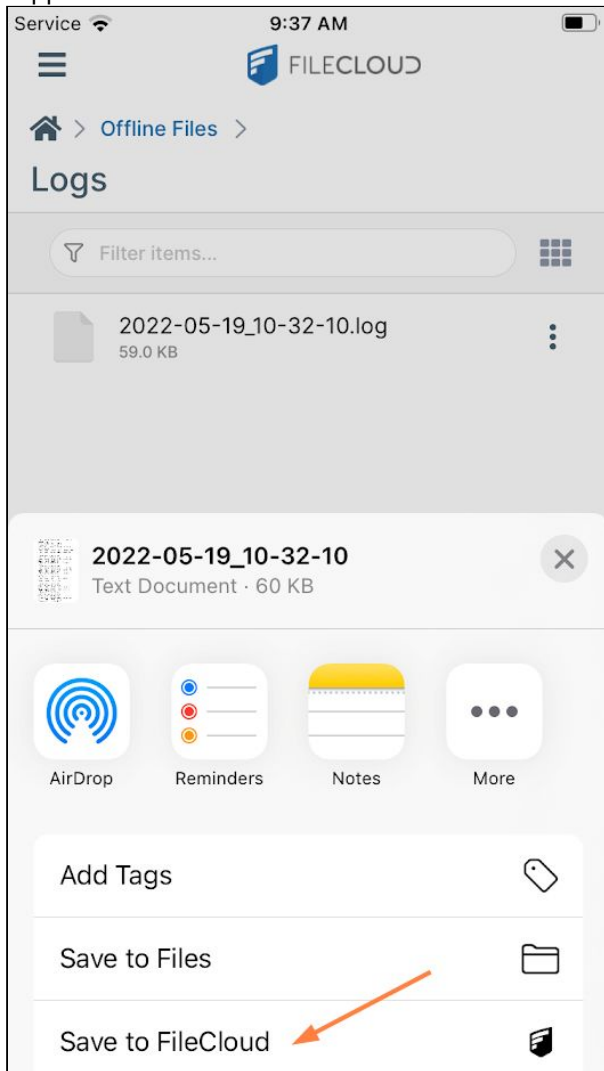 Service 9:37 AM
FILECLOUD
> Offline Files >
Logs
Filter items...
2022-05-19_10-32-10.log
59.0 KB
2022-05-19_10-32-10
Text Document · 60 KB
AirDrop Reminders Notes More
Add Tags
Save to Files
Save to FileCloud